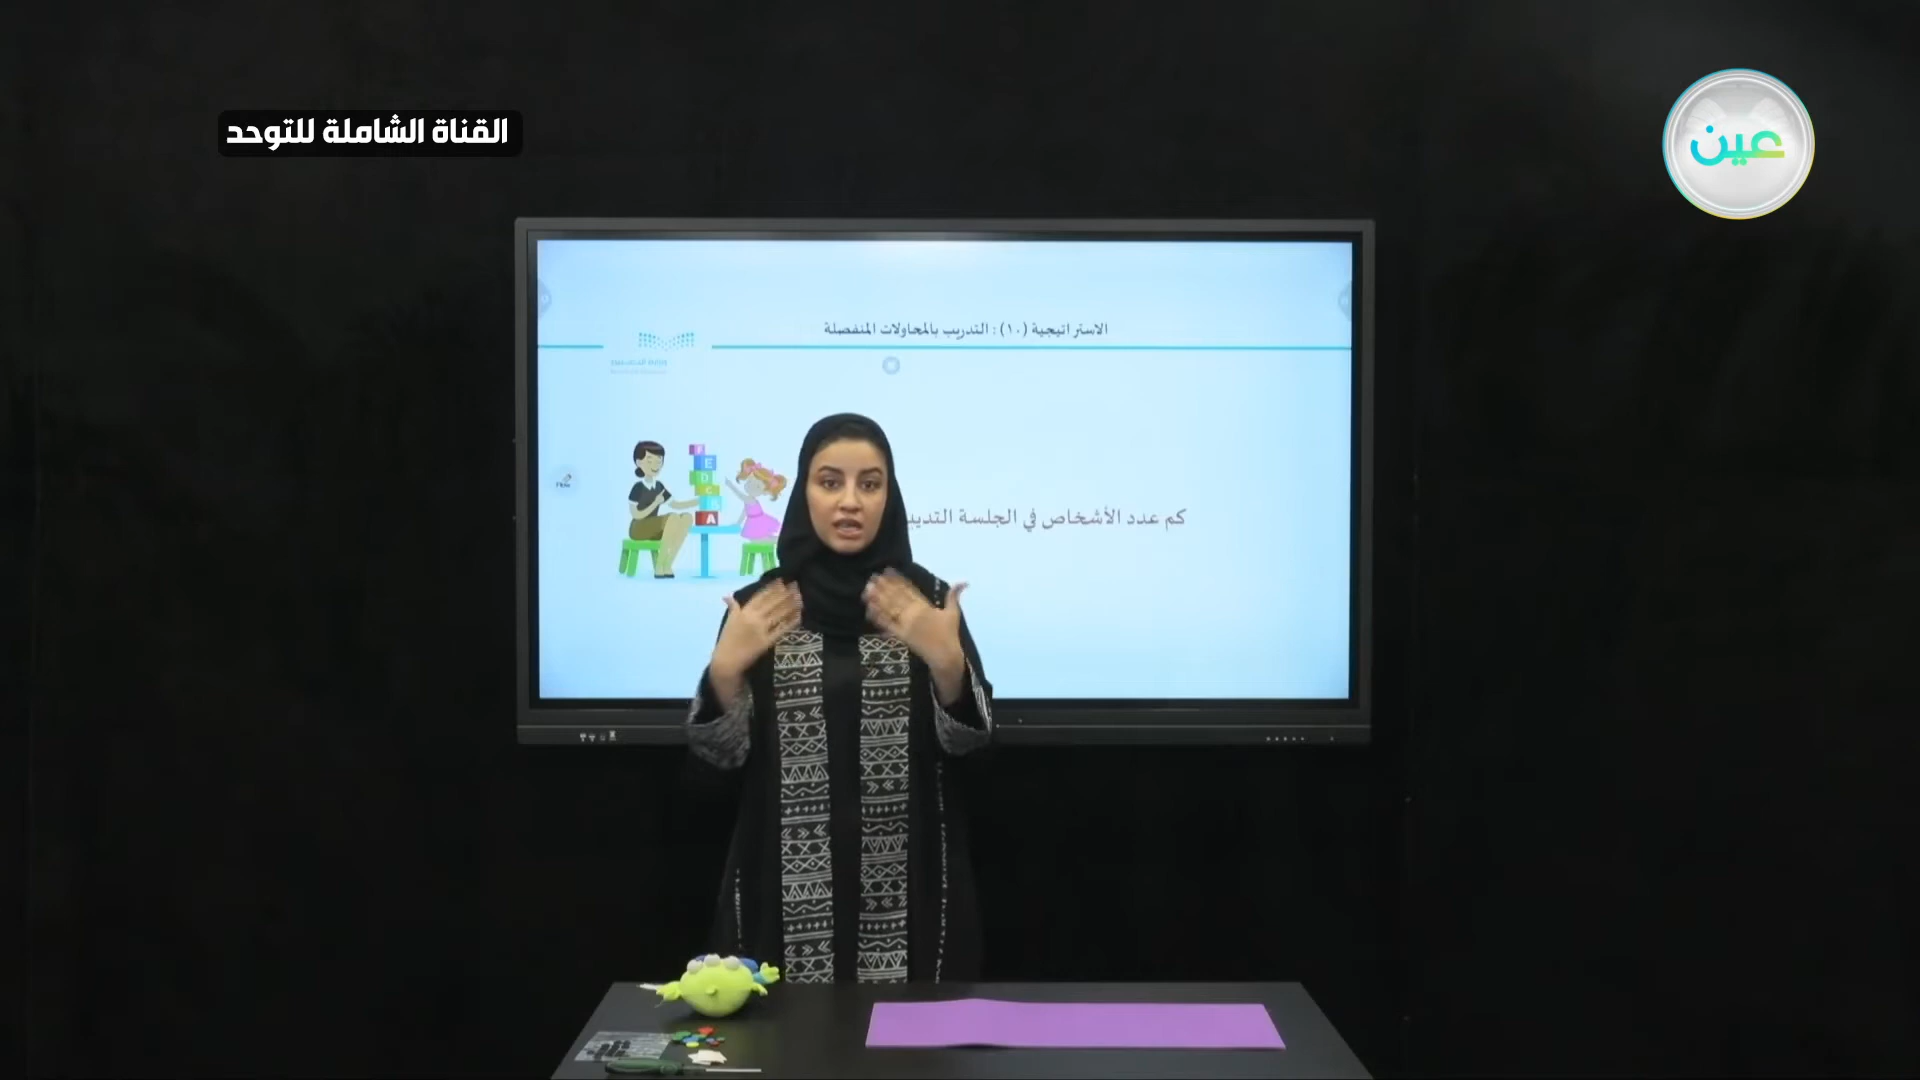 القناة الشاملة للتوحد
عين
الاستراتيجية (١٠) : التدريب بالمحاولات المنفصلة
كم عدد الأشخاص في الجلسة
F
E
D
C
B
A